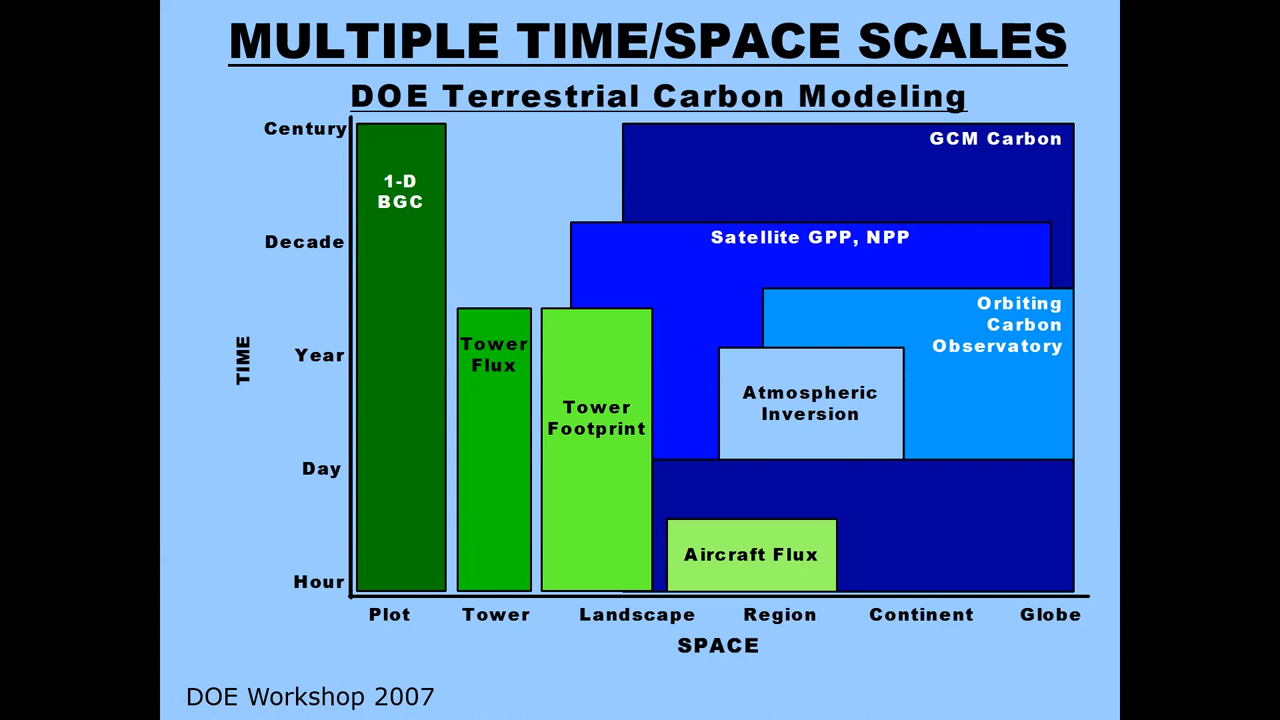 MULTIPLE TIME/SPACE SCALES
DOE Terrestrial Carbon Modeling
Century
GCM Carbon
1-D
BGC
Decade
Satellite GPP, NPP
Orbiting
Carbon
Observatory
TIME
Year
Tower
Flux
Atmospheric
Inversion
Tower
Footprint
Day
Aircraft Flux
Hour
Plot
Tower
Landscape
Region
Continent
Globe
SPACE
DOE Workshop 2007